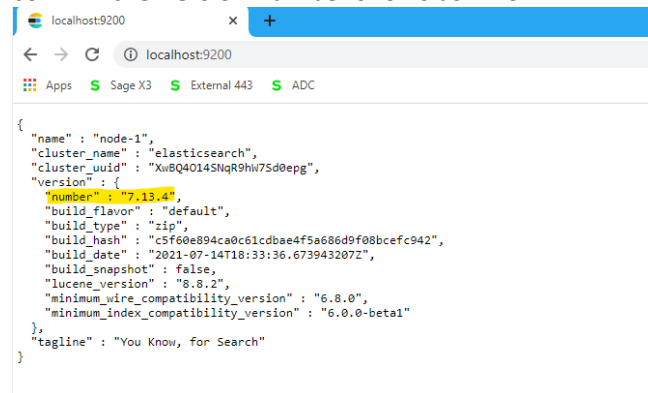 localhost:9200
localhost:9200
Apps S Sage X3 S External 443 S ADC
{
"name" : "node-1",
"cluster_name" : "elasticsearch",
"cluster_uuid" : "XwBQ4O14SNqR9hW7Sd0epg",
"version" : {
"number" : "7.13.4",
"build_flavor" : "default",
"build_type" : "zip",
"build_hash" : "c5f60e894ca0c61cdbae4f5a686d9f08bcefc942",
"build_date" : "2021-07-14T18:33:36.673943207Z",
"build_snapshot" : false,
"lucene_version" : "8.8.2",
"minimum_wire_compatibility_version" : "6.8.0",
"minimum_index_compatibility_version" : "6.0.0-beta1"
},
"tagline" : "You Know, for Search"
}